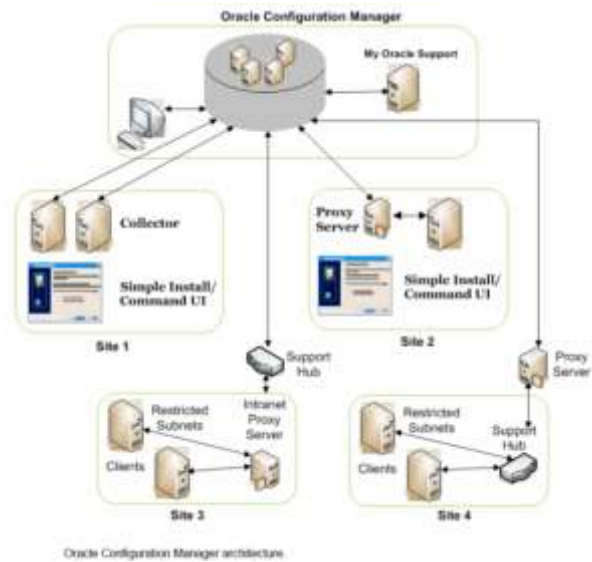 Oracle Configuration Manager
My Oracle Support
Collector
Simple Install/
Command UI
Site 1
Proxy
Server
Simple Install/
Command UI
Site 2
Support
Hub
Proxy
Server
Restricted
Subnets
Intranet
Proxy
Server
Clients
Site 3
Restricted
Subnets
Support
Hub
Clients
Site 4
Oracle Configuration Manager architecture.